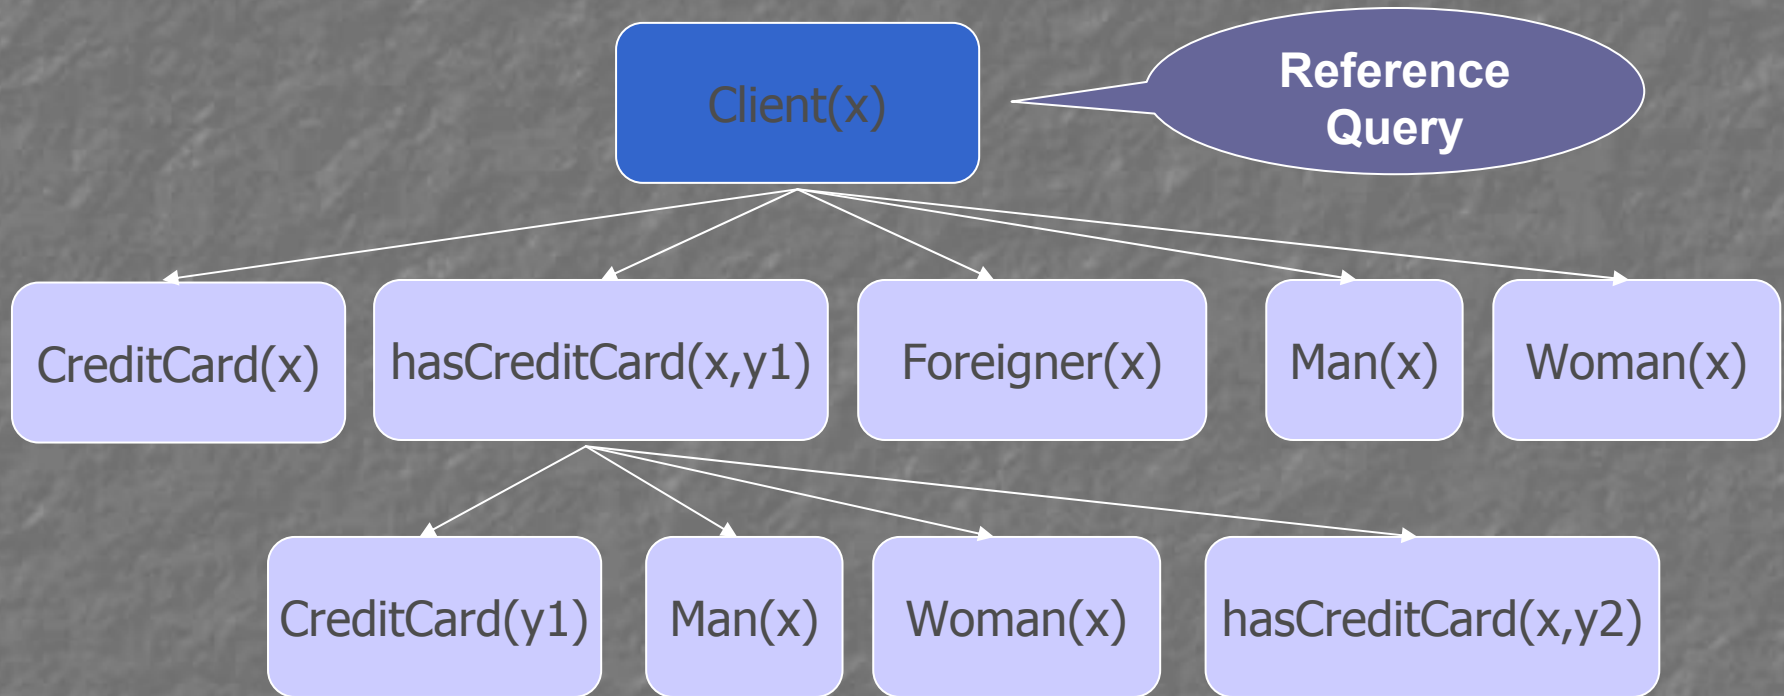 Client(x)
Reference
Query
CreditCard(x)
hasCreditCard(x,y1)
Foreigner(x)
Man(x)
Woman(x)
CreditCard(y1)
Man(x)
Woman(x)
hasCreditCard(x,y2)